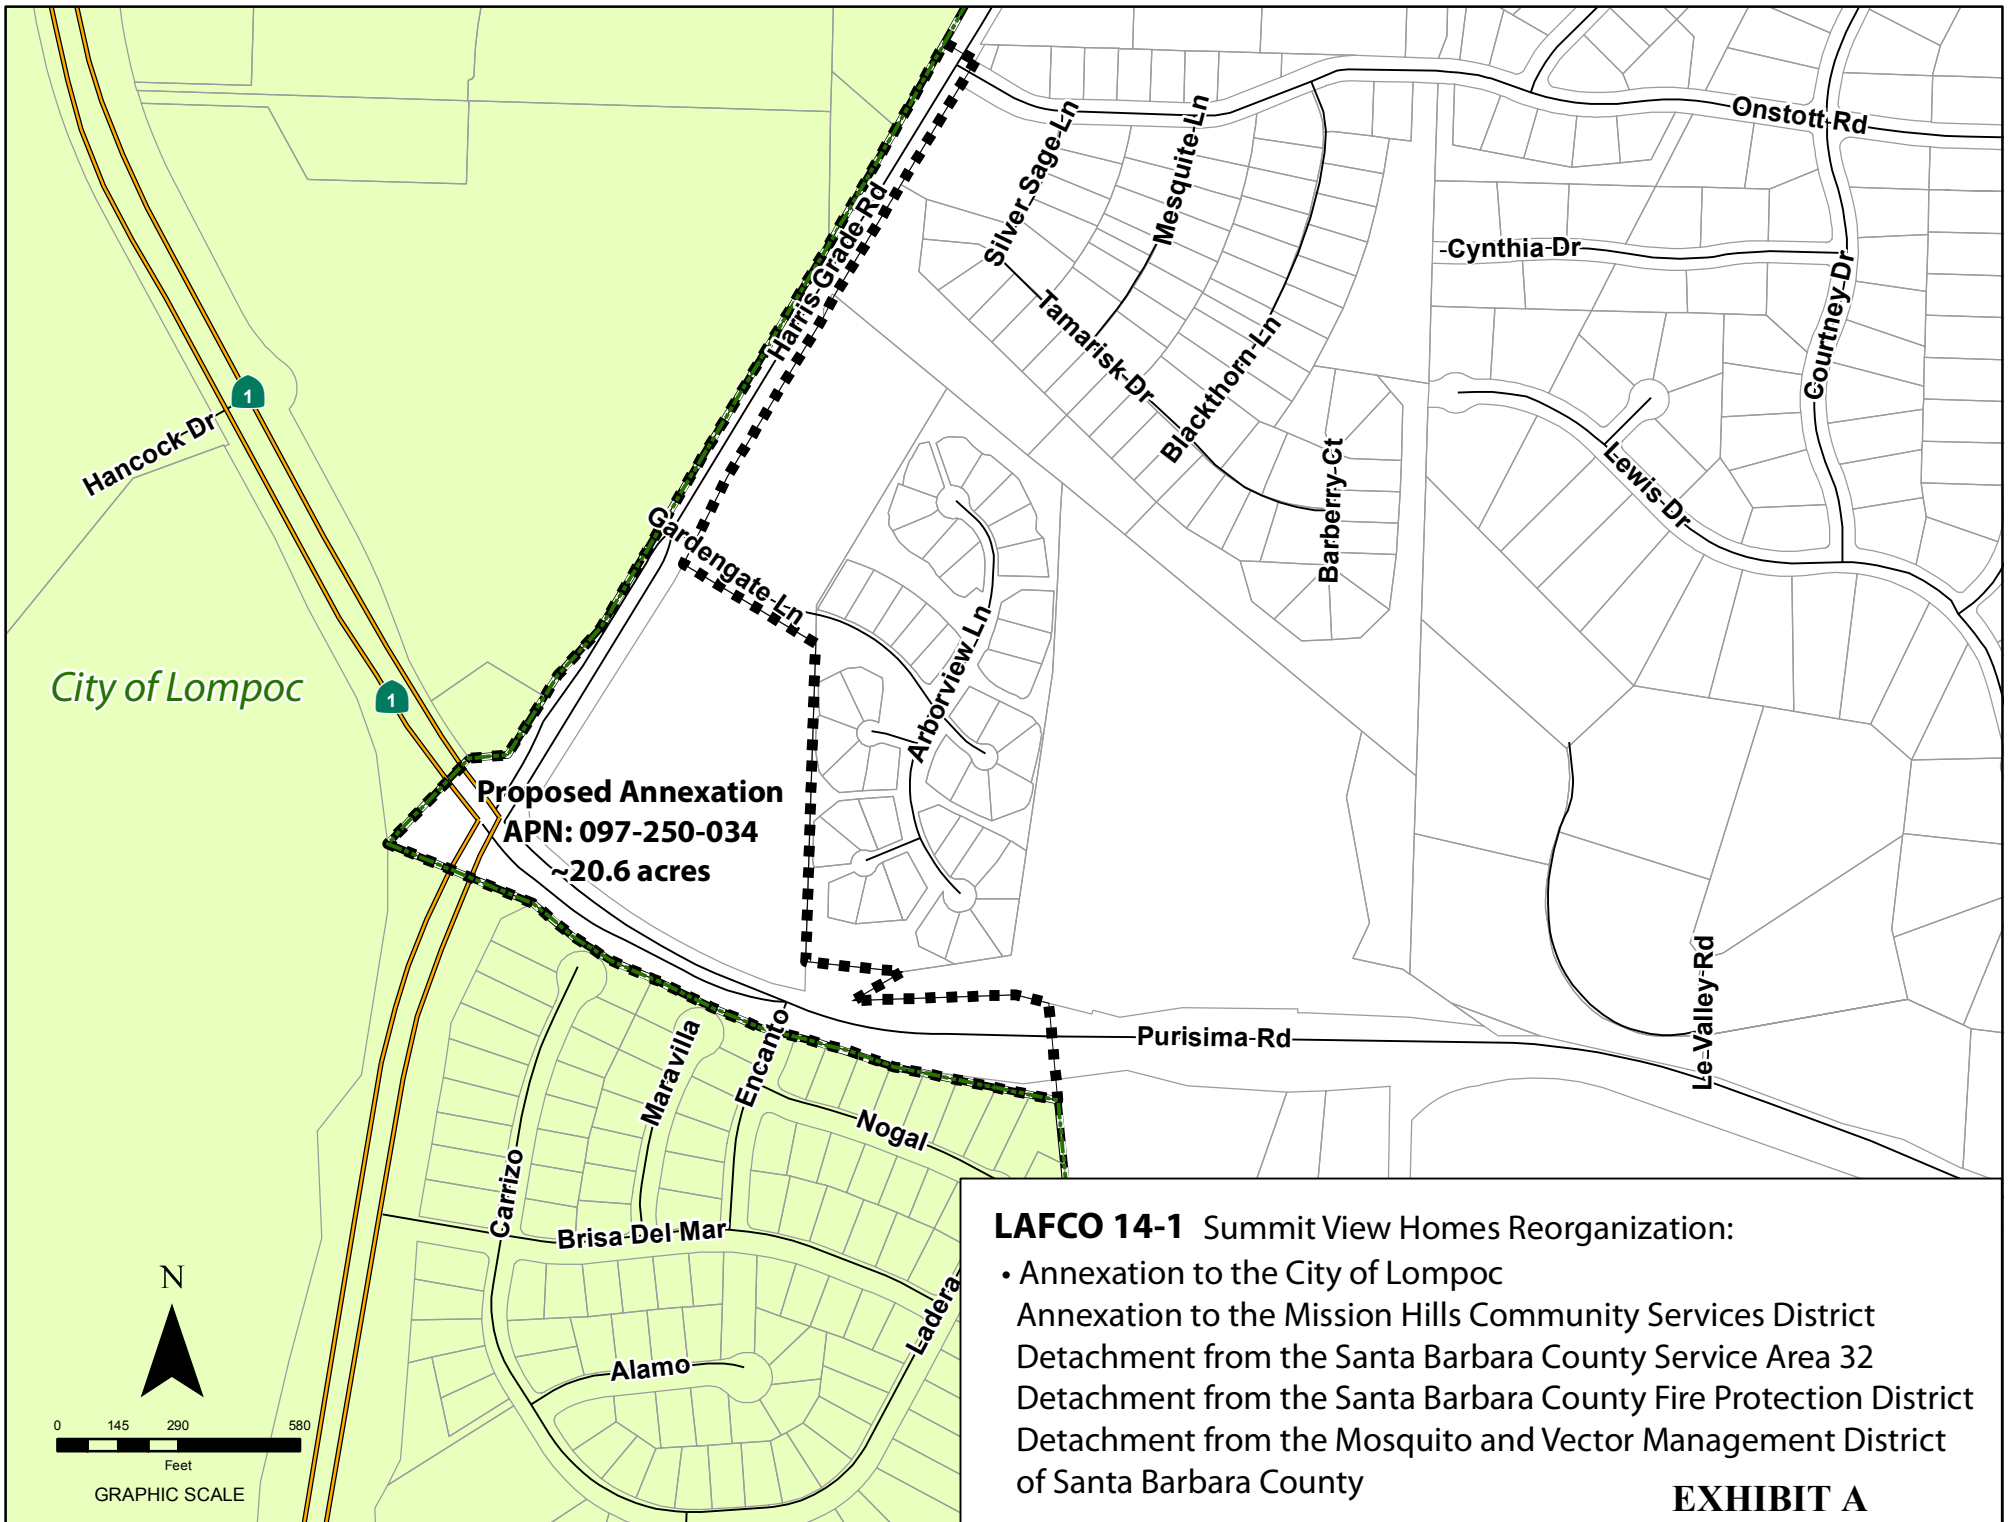 Onstott Rd
Silver Sage Ln
Mesquite Ln
Cynthia Dr
Courtney Dr
Harris Grade Rd
Tamarisk Dr
Blackthorn Ln
1
Hancock Dr
Barberry Ct
Lewis Dr
Gardengate Ln
Arborview Ln
City of Lompoc
1
Proposed Annexation
APN: 097-250-034
~20.6 acres
Purisima Rd
Le Valley Rd
Maravilla
Encanto
Nogal
Carrizo
Brisa Del Mar
Ladera
Alamo
N
0 145 290 580
Feet
GRAPHIC SCALE
LAFCO 14-1 Summit View Homes Reorganization:
• Annexation to the City of Lompoc
Annexation to the Mission Hills Community Services District
Detachment from the Santa Barbara County Service Area 32
Detachment from the Santa Barbara County Fire Protection District
Detachment from the Mosquito and Vector Management District
of Santa Barbara County
EXHIBIT A